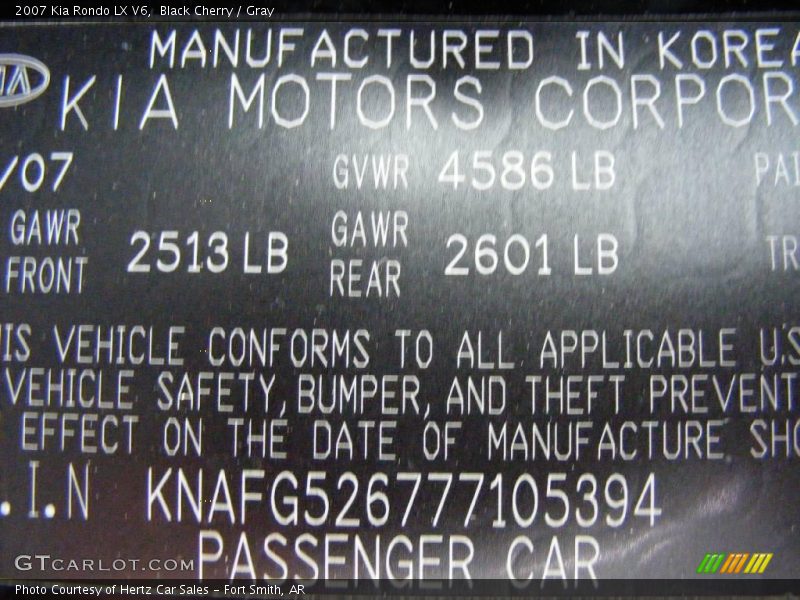 2007 Kia Rondo LX V6, Black Cherry / Gray
MANUFACTURED IN KOREA
KIA MOTORS CORPOR
/07 GVWR 4586 LB PAI
GAWR FRONT 2513 LB GAWR REAR 2601 LB TR
IS VEHICLE CONFORMS TO ALL APPLICABLE U.S
VEHICLE SAFETY, BUMPER, AND THEFT PREVENT
EFFECT ON THE DATE OF MANUFACTURE SHO
.I.N KNAFG526777105394
PASSENGER CAR
GTCARLOT.COM
Photo Courtesy of Hertz Car Sales - Fort Smith, AR